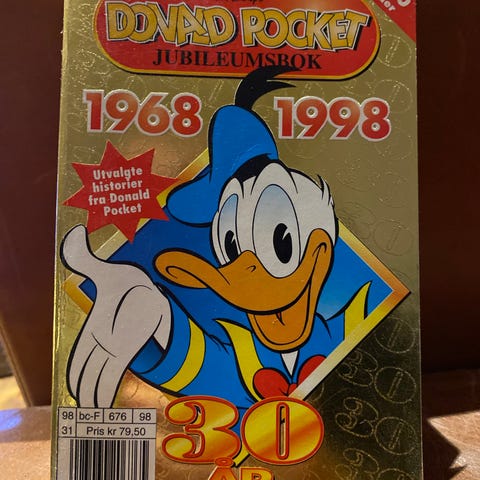 DONALD POCKET
JUBILEUMSBOK
1968 1998
Utvalgte
historier
fra Donald
Pocket
98 bc-F 676 98
31 Pris kr 79,50
30
ÅR